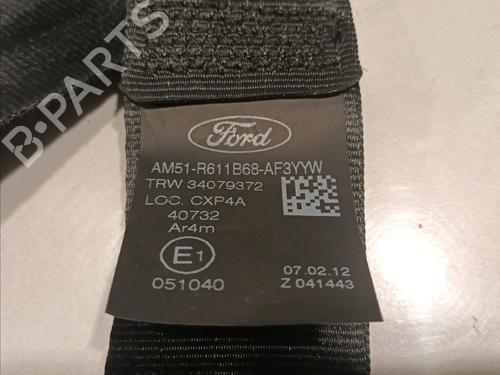 B-PARTS
Ford
AM51-R611B68-AF3YYW
TRW 34079372
LOC. CXP4A
40732
Ar4m
E1
051040
07.02.12
Z 041443